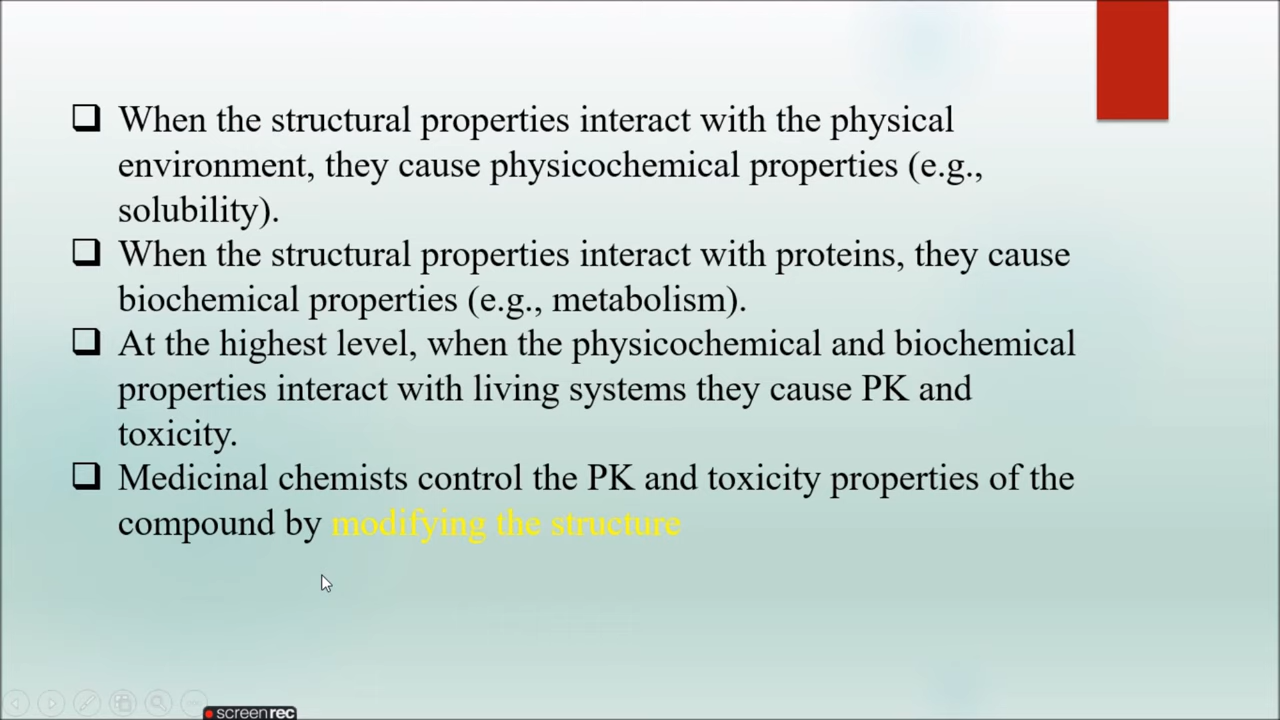 When the structural properties interact with the physical
environment, they cause physicochemical properties (e.g.,
solubility).
When the structural properties interact with proteins, they cause
biochemical properties (e.g., metabolism).
At the highest level, when the physicochemical and biochemical
properties interact with living systems they cause PK and
toxicity.
Medicinal chemists control the PK and toxicity properties of the
compound by modifying the structure
screenrec